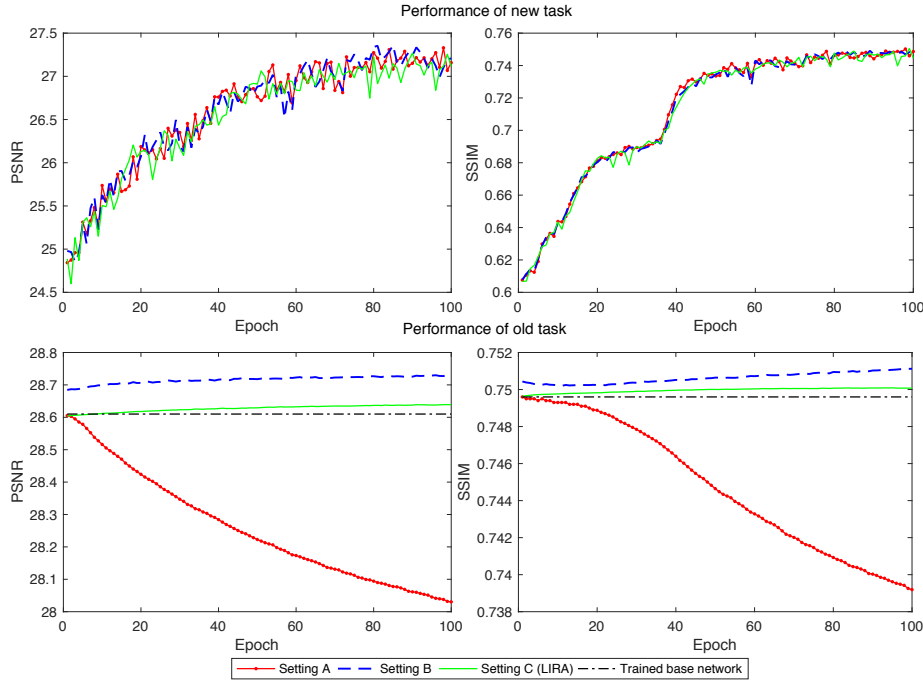 Performance of new task
27.5
27
26.5
26
25.5
25
24.5
PSNR
0 20 40 60 80 100
Epoch
0.76
0.74
0.72
0.7
0.68
0.66
0.64
0.62
0.6
SSIM
0 20 40 60 80 100
Epoch
Performance of old task
28.8
28.7
28.6
28.5
28.4
28.3
28.2
28.1
28
PSNR
0 20 40 60 80 100
Epoch
0.752
0.75
0.748
0.746
0.744
0.742
0.74
0.738
SSIM
0 20 40 60 80 100
Epoch
Setting A Setting B Setting C (LIRA) Trained base network